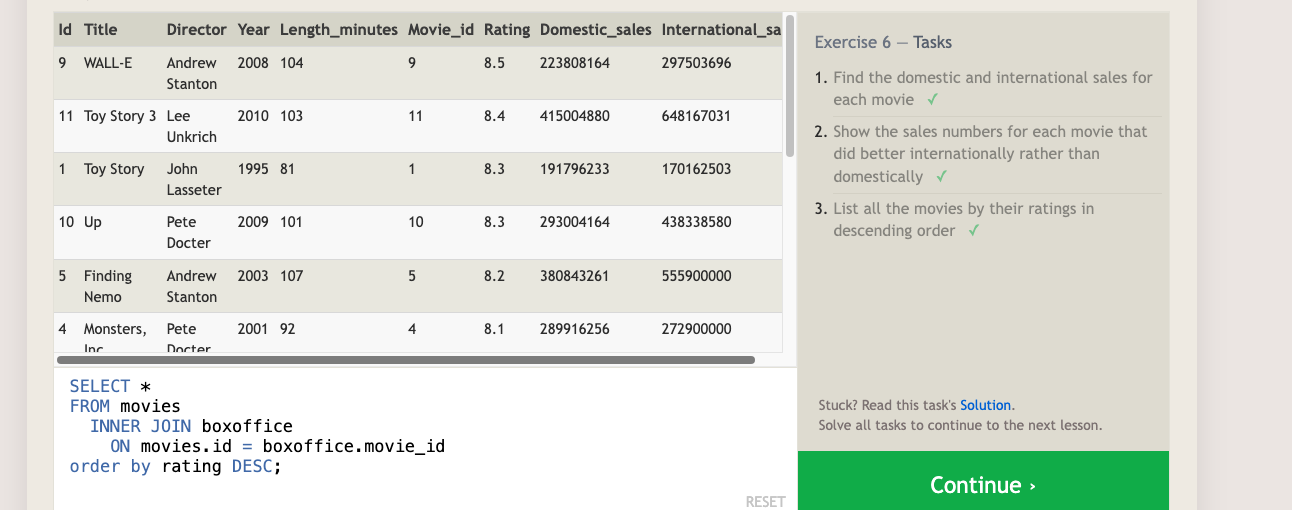 Id Title Director Year Length_minutes Movie_id Rating Domestic_sales International_sa
9 WALL-E Andrew Stanton 2008 104 9 8.5 223808164 297503696
11 Toy Story 3 Lee Unkrich 2010 103 11 8.4 415004880 648167031
1 Toy Story John Lasseter 1995 81 1 8.3 191796233 170162503
10 Up Pete Docter 2009 101 10 8.3 293004164 438338580
5 Finding Nemo Andrew Stanton 2003 107 5 8.2 380843261 555900000
4 Monsters, Inc. Pete Docter 2001 92 4 8.1 289916256 272900000
SELECT *
FROM movies
INNER JOIN boxoffice
ON movies.id = boxoffice.movie_id
order by rating DESC;
RESET
Exercise 6 — Tasks
1. Find the domestic and international sales for
each movie ✓
2. Show the sales numbers for each movie that
did better internationally rather than
domestically ✓
3. List all the movies by their ratings in
descending order ✓
Stuck? Read this task's Solution.
Solve all tasks to continue to the next lesson.
Continue ›